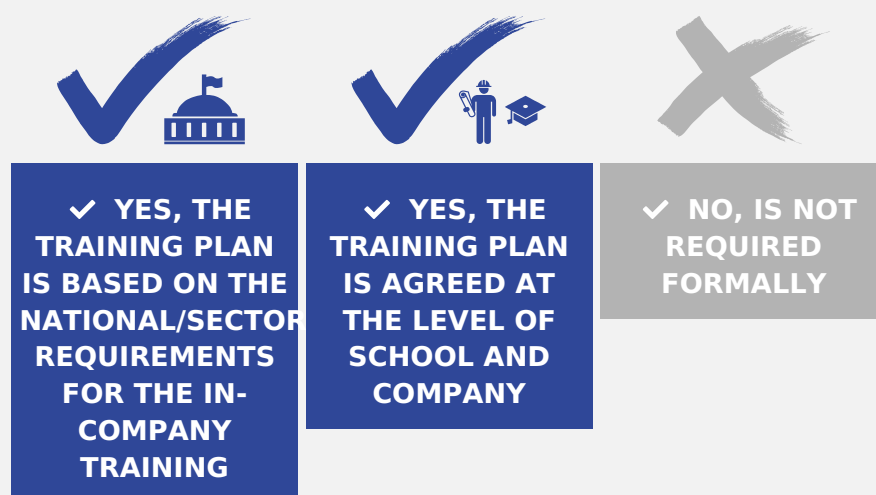 YES, THE
TRAINING PLAN
IS BASED ON THE
NATIONAL/SECTOR
REQUIREMENTS
FOR THE IN-
COMPANY
TRAINING
YES, THE
TRAINING PLAN
IS AGREED AT
THE LEVEL OF
SCHOOL AND
COMPANY
NO, IS NOT
REQUIRED
FORMALLY